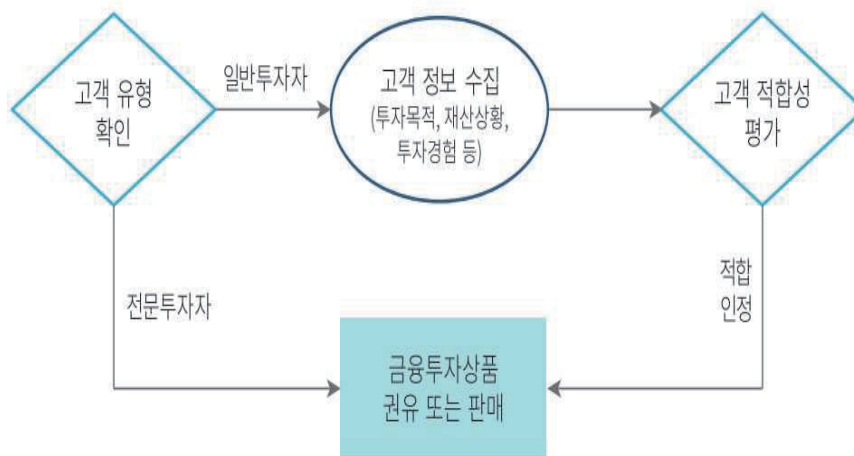 고객 유형
확인
일반투자자
고객 정보 수집
(투자목적, 재산상황,
투자경험 등)
고객 적합성
평가
전문투자자
적합
인정
금융투자상품
권유 또는 판매